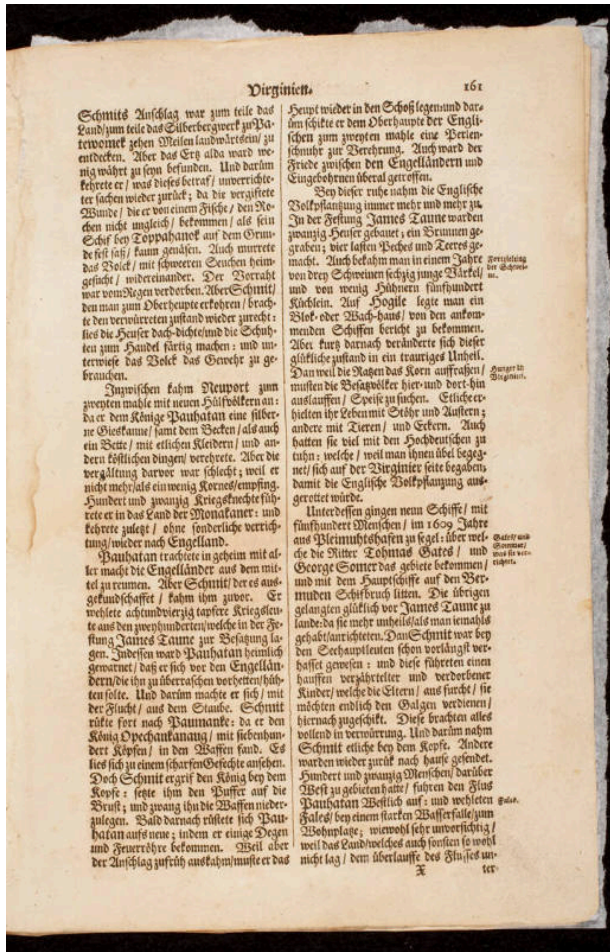 Virginien.
161
Schmits Anschlag war zum teile das
Land/zum teile das Silberbergwerk zu Pa-
tewomek zehen Meilen landwärts ein/ zu
entdecken. Aber das Ertz alda ward we-
nig währt zu seyn befunden. Und darüm
kehrete er/ was dieses betraf/ unverrichte-
ter sachen wieder zurük; da die vergiftete
Wunde/ die er von einem Fische/ den Ro-
chen nicht ungleich/ bekommen/ als sein
Schif bey Toppahanok auf dem Grun-
de fest saß/ kaum genäsen. Auch murrete
das Volck/ mit schweren Seuchen heim-
gesucht/ widereinander. Der Vorraht
war vom Regen verdorben. Aber Schmit/
den man zum Oberheupte erkohren/ brach-
te den verwürreten zustand wieder zurecht:
lies die Heuser dach-dichte/und die Schuh-
ten zum Handel färtig machen: und un-
terwiese das Volck das Gewehr zu ge-
brauchen.
Inzwischen kahm Neuport zum
zweyten mahle mit neuen Hülfvölkern an:
da er dem Könige Pauhatan eine silber-
ne Gieskanne/ samt dem Becken/ als auch
ein Bette/ mit etlichen Kleidern/ und an-
dern köstlichen dingen/ verehrete. Aber die
vergältung darvor war schlecht; weil er
nicht mehr/als ein wenig Kornes/empfing.
Hundert und zwanzig Kriegsknechte füh-
rete er in das Land der Monakaner: und
kehrete zuletzt/ ohne sonderliche verrich-
tung/wieder nach Engelland.
Pauhatan trachtete in geheim mit al-
ler macht die Engelländer aus dem mit-
tel zu reumen. Aber Schmit/ der es aus-
gekundschaffet/ kahm ihm zuvor. Er
wehlete achtundvierzig tapfere Kriegsleu-
te aus den zweyhunderten/welche in der Fe-
stung James Taune zur Besatzung la-
gen. Indessen ward Pauhatan heimlich
gewarnet/ daß er sich vor den Engellän-
dern/die ihn zu überraschen vorhetten/hüh-
ten solte. Und darüm machte er sich/ mit
der Flucht/ aus dem Staube. Schmit
rükte fort nach Paumanke: da er den
König Opechankanaug/ mit siebenhun-
dert Köpfen/ in den Waffen fand. Es
lies sich zu einem scharfen Gefechte ansehen.
Doch Schmit ergrif den König bey dem
Kopfe: setzte ihm den Puffer auf die
Brust; und zwang ihn die Waffen nieder-
zulegen. Bald darnach rüstete sich Pau-
hatan aufs neue; indem er einige Degen
und Feuerröhre bekommen. Weil aber
der Anschlag zufrüh auskahm/muste er das
Heupt wieder in den Schoß legen: und dar-
üm schikte er dem Oberhaupte der Engli-
schen zum zweyten mahle eine Perlen-
schnuhr zur Verehrung. Auch ward der
Friede zwischen den Engelländern und
Eingebohrnen überal getroffen.
Bey dieser ruhe nahm die Englische
Volkpflantzung immer mehr und mehr zu.
In der Festung James Taune warden
zwanzig Heuser gebauet; ein Brunnen ge-
graben; vier lasten Peches und Teeres ge-
macht. Auch bekahm man in einem Jahre
von drey Schweinen sechzig junge Färkel/
und von wenig Hühnern fünfhundert
Küchlein. Auf Hogile legte man ein
Blok- oder Wach-haus/ von den ankom-
menden Schiffen bericht zu bekommen.
Aber kurtz darnach veränderte sich dieser
glükliche zustand in ein trauriges Unheil.
Dan weil die Ratzen das Korn auffraßen/
musten die Besatzvölker hier- und dort-hin
auslauffen/ Speise zu suchen. Etliche er-
hielten ihr Leben mit Stöhr und Austern;
andere mit Tieren/ und Eckern. Auch
hatten sie viel mit den Hochdeutschen zu
tuhn: welche/ weil man ihnen übel begeg-
net/ sich auf der Virginier seite begaben;
damit die Englische Volkpflanzung aus-
gerottet würde.
Unterdessen gingen neun Schiffe/ mit
fünfhundert Menschen/ im 1609 Jahre
aus Pleimuhtshafen zu segel: über wel-
che die Ritter Tohmas Gates/ und
George Somer das gebiete bekamen/
und mit dem Hauptschiffe auf den Ber-
muden Schifbruch litten. Die übrigen
gelangten glüklich vor James Taune zu
lande: da sie mehr unheils/als man iemahls
gehabt/anrichteten. Dan Schmit war bey
den Seehauptleuten schon vorlängst ver-
hasset gewesen: und diese führeten einen
hauffen verzährtelter und verdorbener
Kinder/ welche die Eltern/ aus furcht/ sie
möchten endlich den Galgen verdienen/
hiernach zugeschikt. Diese brachten alles
vollend in verwürrung. Und darüm nahm
Schmit etliche bey dem Kopfe. Andere
warden wieder zurük nach hause gesendet.
Hundert und zwanzig Menschen/ darüber
West zu gebieten hatte/ fuhren den Flus
Pauhatan Westlich auf: und wehleten
Fales/ bey einem starken Wasserfalle/ zum
Wohnplatze; wiewohl sehr unvorsichtig/
weil das Land/welches auch sonsten so wohl
nicht lag/ dem überlauffe des Flusses un-
X
ter-
Fortzielung
der Schwei-
ne.
Hunger in
Virginien.
Gates/ und
Sommer/
was sie ver-
richten.
Fales.